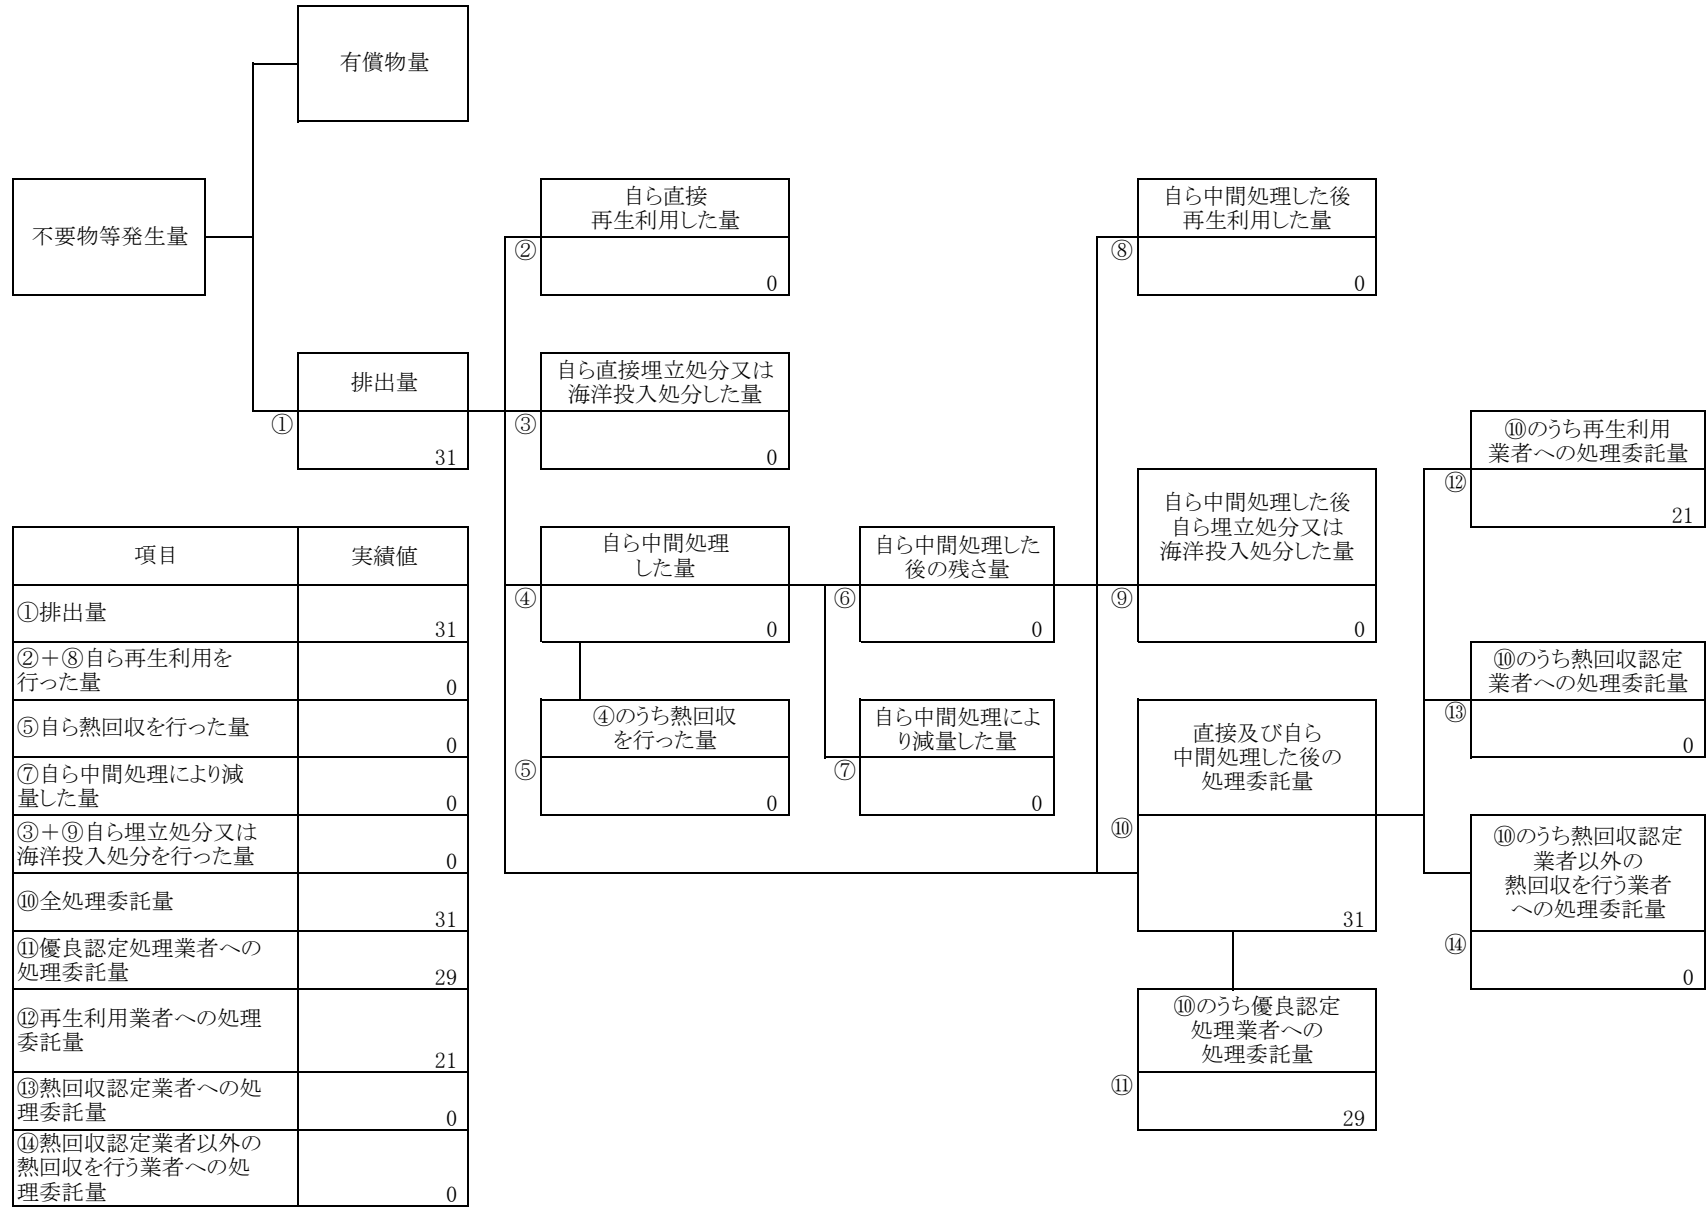 有償物量
不要物等発生量
自ら直接
再生利用した量
②
0
自ら中間処理した後
再生利用した量
⑧
0
排出量
①
31
自ら直接埋立処分又は
海洋投入処分した量
③
0
⑩のうち再生利用
業者への処理委託量
⑫
21
自ら中間処理
した量
④
0
自ら中間処理した
後の残さ量
⑥
0
自ら中間処理した後
自ら埋立処分又は
海洋投入処分した量
⑨
0
⑩のうち熱回収認定
業者への処理委託量
⑬
0
④のうち熱回収
を行った量
⑤
0
自ら中間処理によ
り減量した量
⑦
0
直接及び自ら
中間処理した後の
処理委託量
⑩
31
⑩のうち熱回収認定
業者以外の
熱回収を行う業者
への処理委託量
⑭
0
⑩のうち優良認定
処理業者への
処理委託量
⑪
29
項目
実績値
①排出量
31
②＋⑧自ら再生利用を
行った量
0
⑤自ら熱回収を行った量
0
⑦自ら中間処理により減
量した量
0
③＋⑨自ら埋立処分又は
海洋投入処分を行った量
0
⑩全処理委託量
31
⑪優良認定処理業者への
処理委託量
29
⑫再生利用業者への処理
委託量
21
⑬熱回収認定業者への処
理委託量
0
⑭熱回収認定業者以外の
熱回収を行う業者への処
理委託量
0